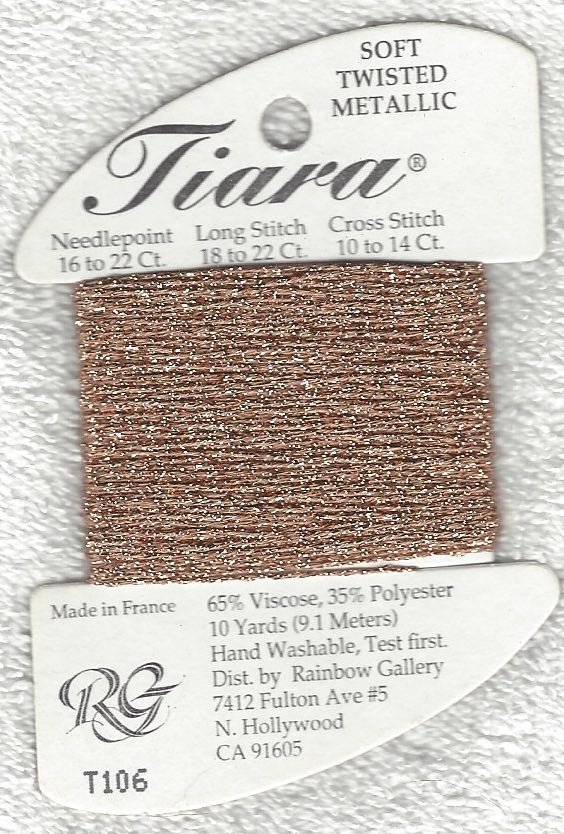 SOFT
TWISTED
METALLIC
Tiara®
Needlepoint Long Stitch Cross Stitch
16 to 22 Ct. 18 to 22 Ct. 10 to 14 Ct.
Made in France
65% Viscose, 35% Polyester
10 Yards (9.1 Meters)
Hand Washable, Test first.
Dist. by Rainbow Gallery
7412 Fulton Ave #5
N. Hollywood
CA 91605
RG
T106